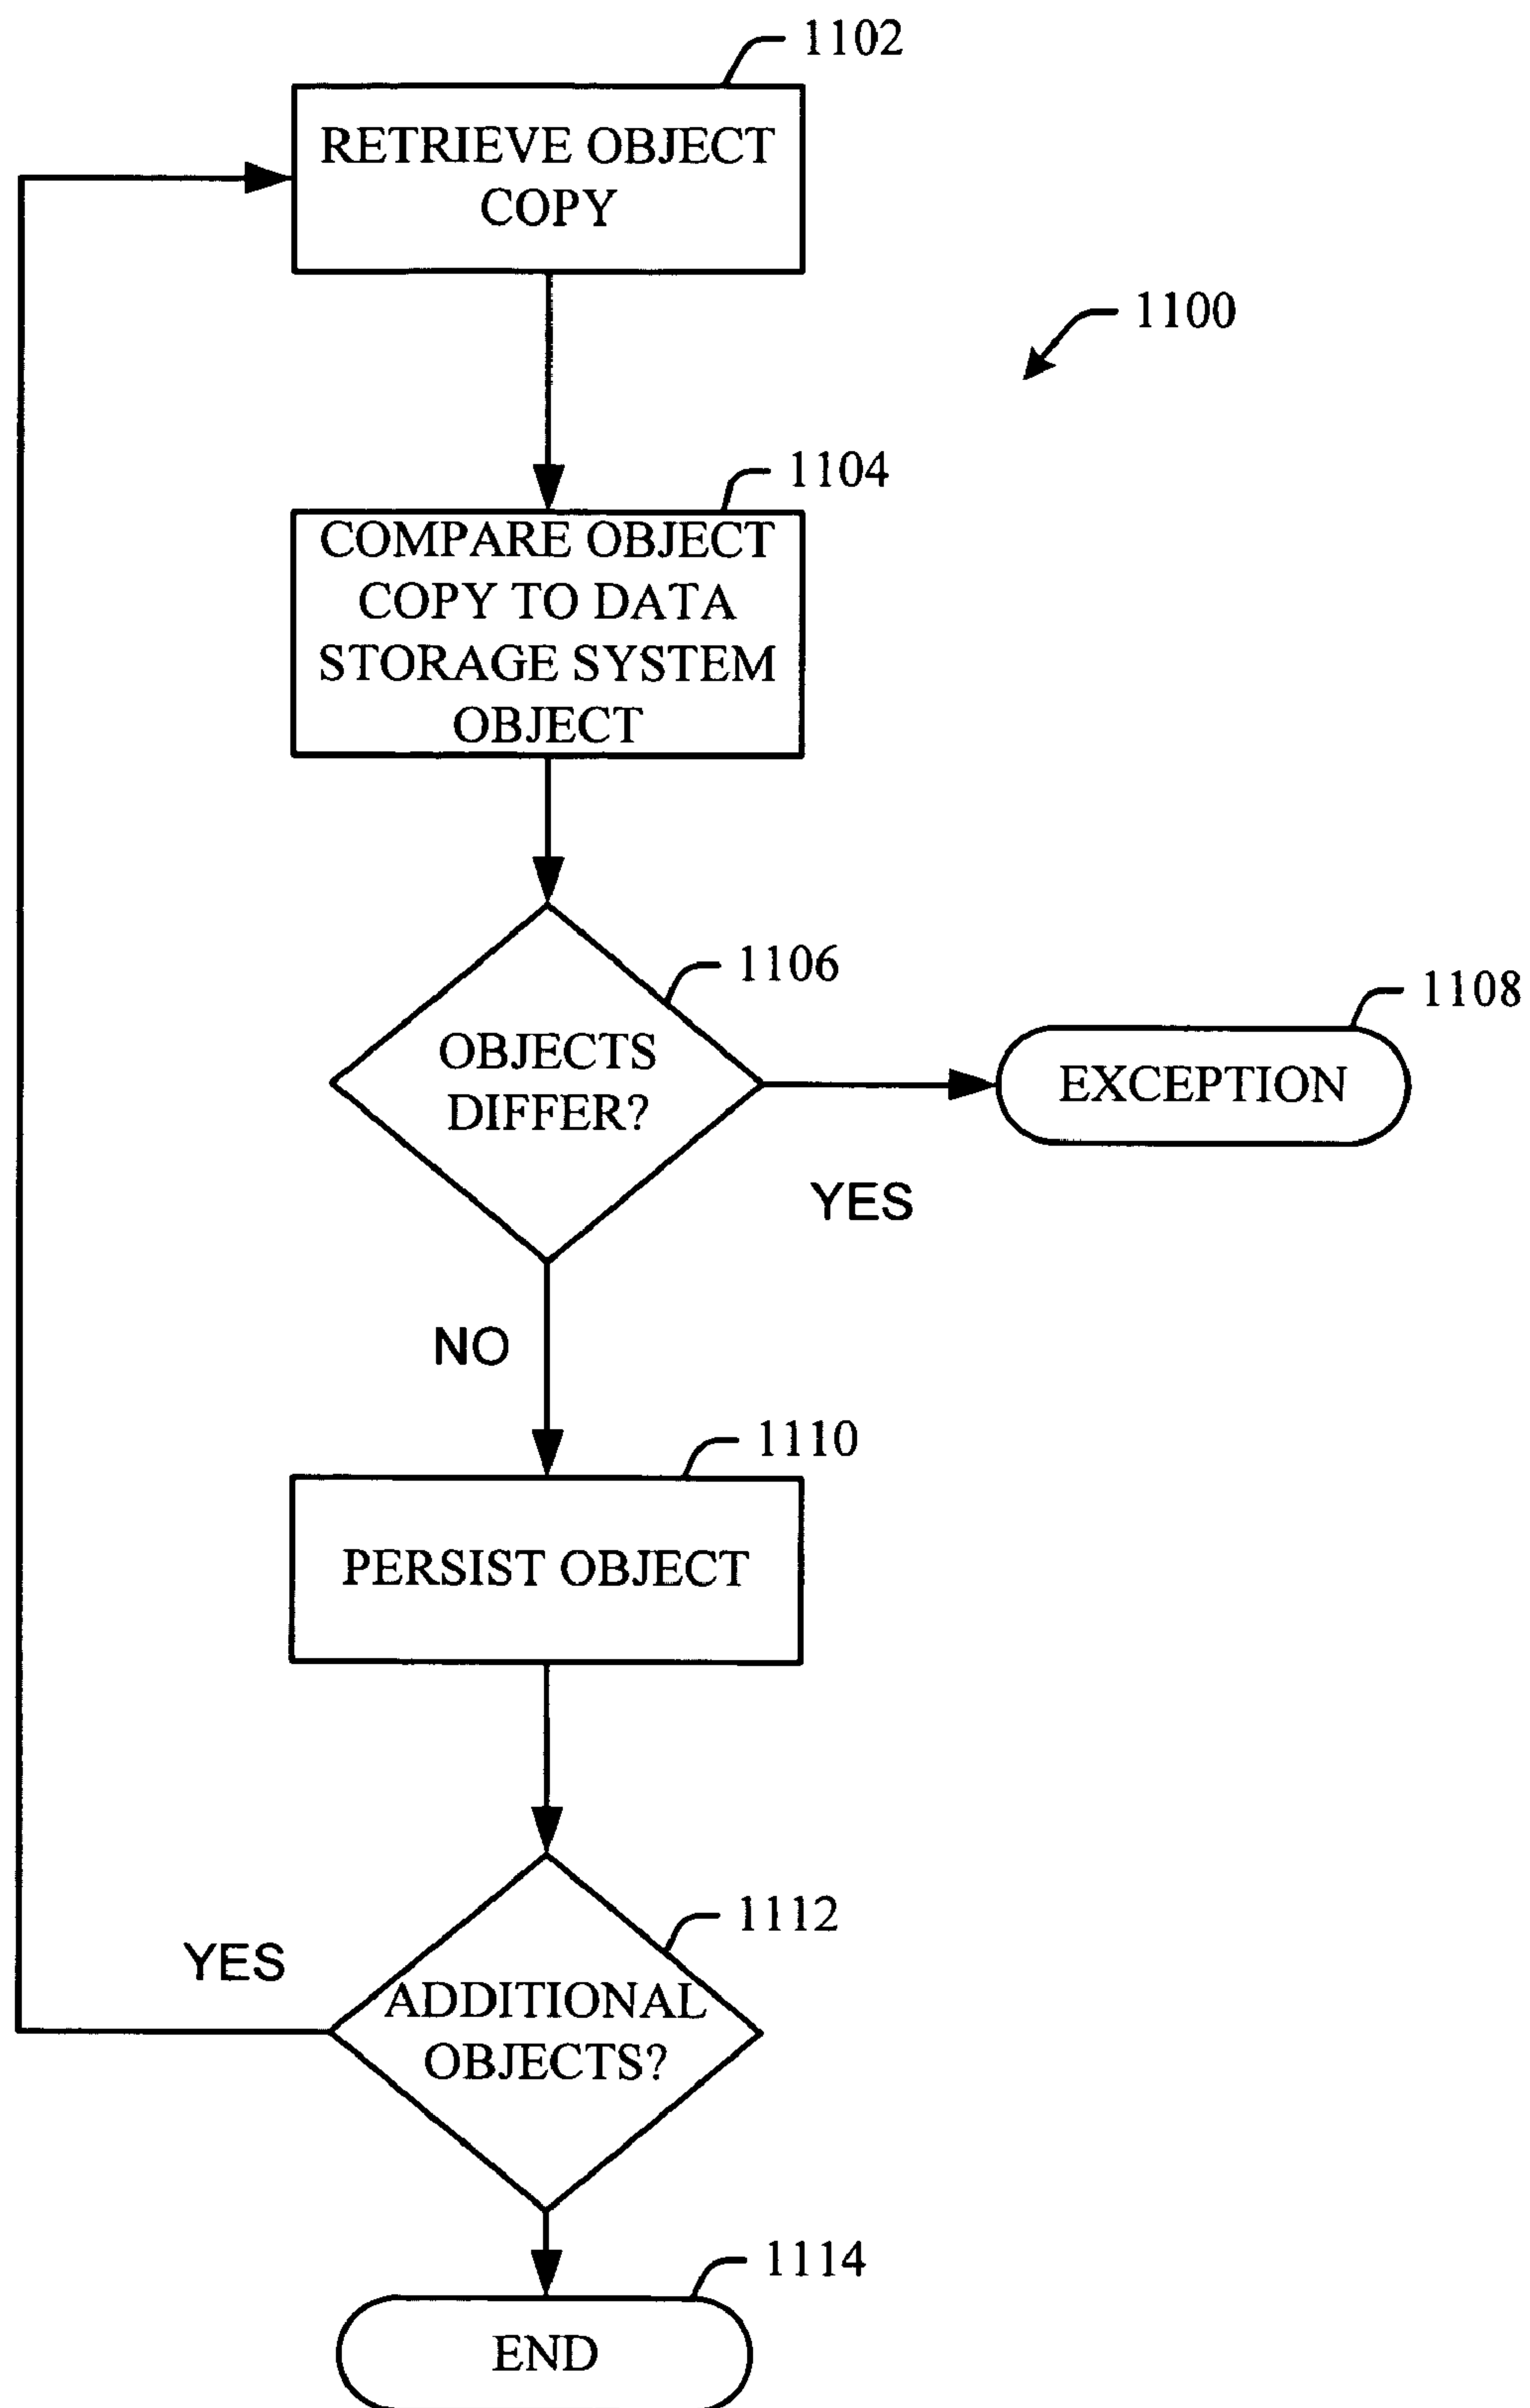 1102
RETRIEVE OBJECT
COPY
1100
1104
COMPARE OBJECT
COPY TO DATA
STORAGE SYSTEM
OBJECT
1106
OBJECTS
DIFFER?
1108
EXCEPTION
YES
NO
1110
PERSIST OBJECT
1112
YES
ADDITIONAL
OBJECTS?
1114
END